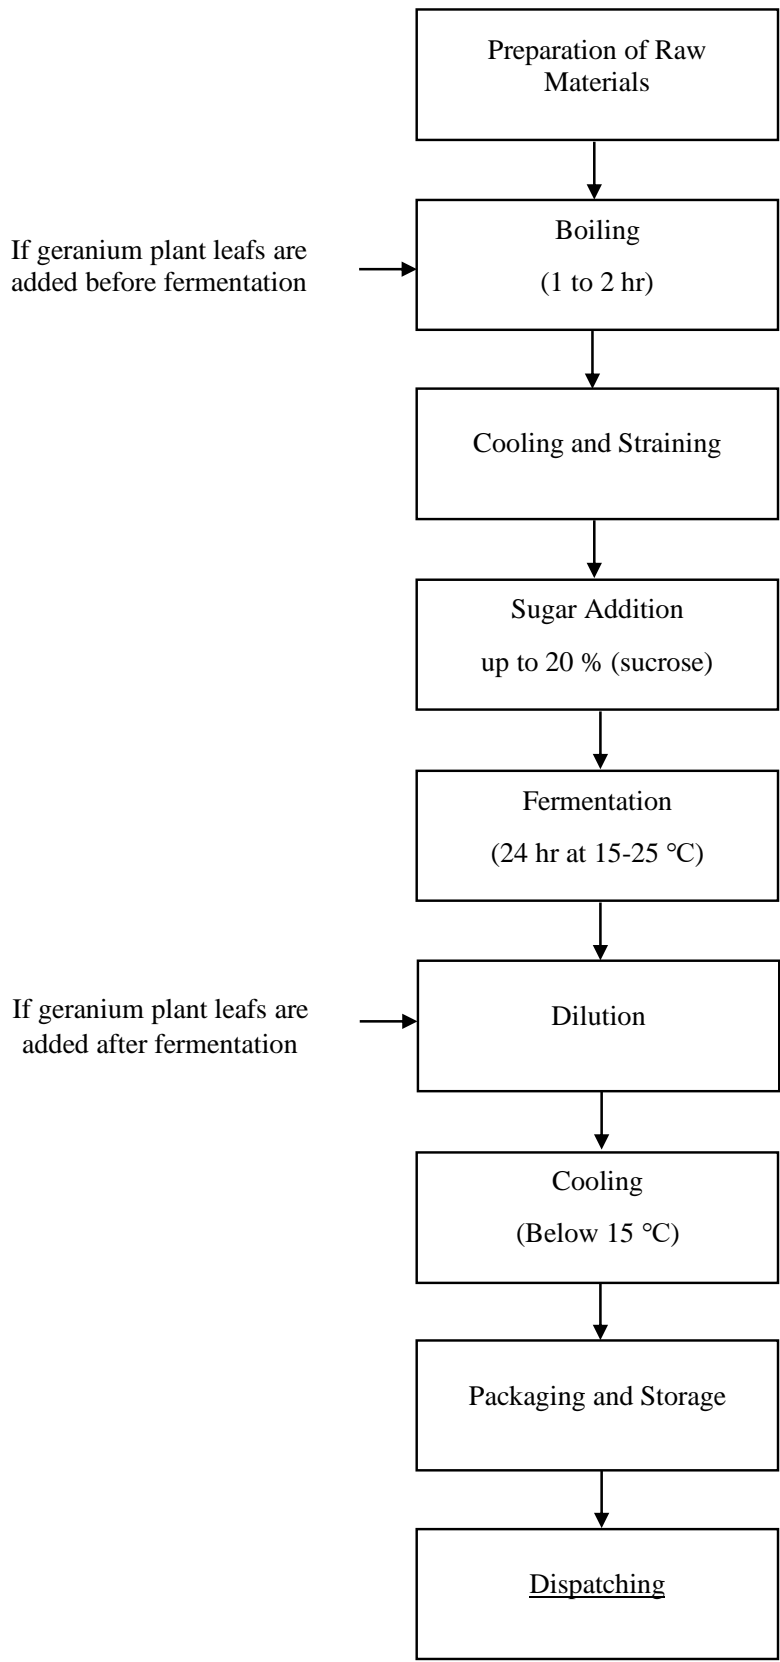 Preparation of Raw
Materials
If geranium plant leafs are
added before fermentation
Boiling
(1 to 2 hr)
Cooling and Straining
Sugar Addition
up to 20 % (sucrose)
Fermentation
(24 hr at 15-25 °C)
If geranium plant leafs are
added after fermentation
Dilution
Cooling
(Below 15 °C)
Packaging and Storage
Dispatching